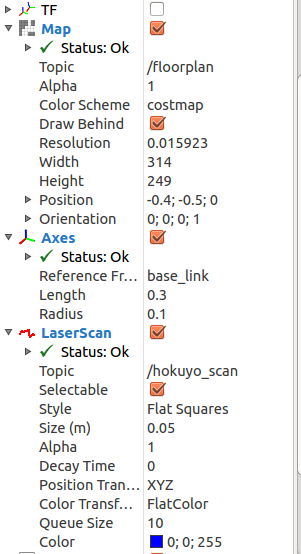 TF
Map
Status: Ok
Topic /floorplan
Alpha 1
Color Scheme costmap
Draw Behind
Resolution 0.015923
Width 314
Height 249
Position -0.4; -0.5; 0
Orientation 0; 0; 0; 1
Axes
Status: Ok
Reference Fr... base_link
Length 0.3
Radius 0.1
LaserScan
Status: Ok
Topic /hokuyo_scan
Selectable
Style Flat Squares
Size (m) 0.05
Alpha 1
Decay Time 0
Position Tran... XYZ
Color Transf... FlatColor
Queue Size 10
Color 0; 0; 255